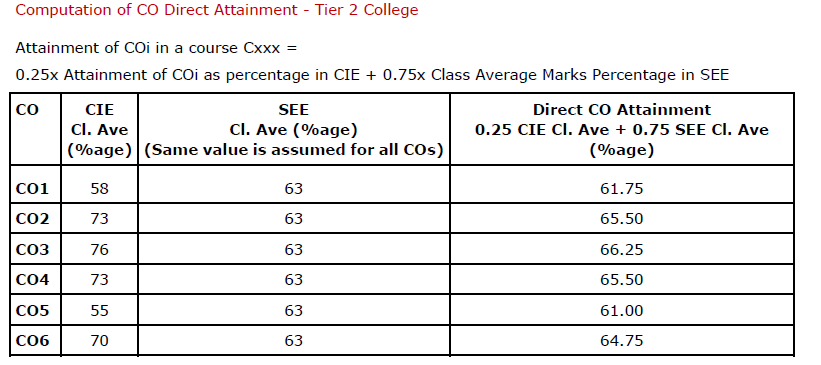 Computation of CO Direct Attainment - Tier 2 College
Attainment of COi in a course Cxxx =
0.25x Attainment of COi as percentage in CIE + 0.75x Class Average Marks Percentage in SEE
CO CIE SEE Direct CO Attainment
Cl. Ave Cl. Ave (%age) 0.25 CIE Cl. Ave + 0.75 SEE Cl. Ave
(%age) (Same value is assumed for all COs) (%age)
CO1 58 63 61.75
CO2 73 63 65.50
CO3 76 63 66.25
CO4 73 63 65.50
CO5 55 63 61.00
CO6 70 63 64.75